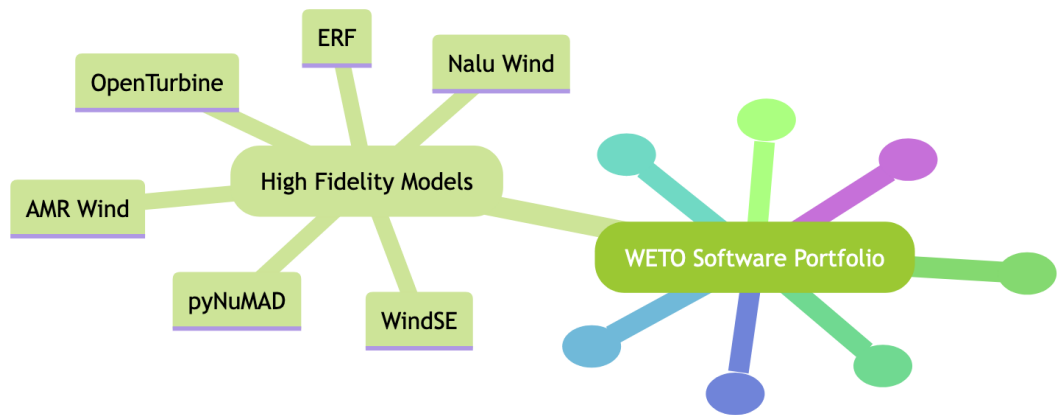 ERF
Nalu Wind
OpenTurbine
High Fidelity Models
AMR Wind
WETO Software Portfolio
pyNuMAD
WindSE